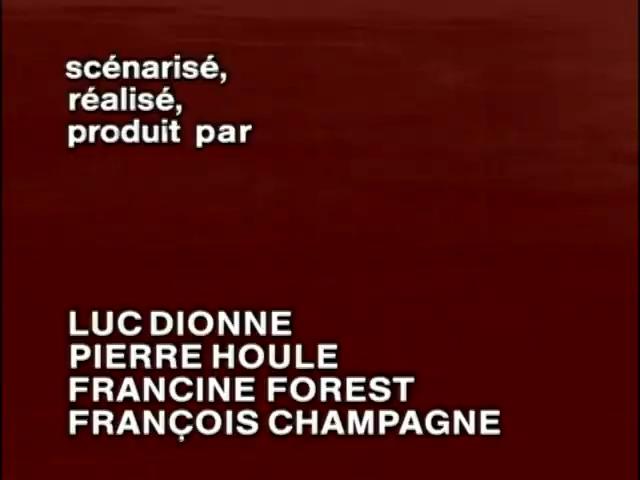 scénarisé,
réalisé,
produit par
LUC DIONNE
PIERRE HOULE
FRANCINE FOREST
FRANÇOIS CHAMPAGNE